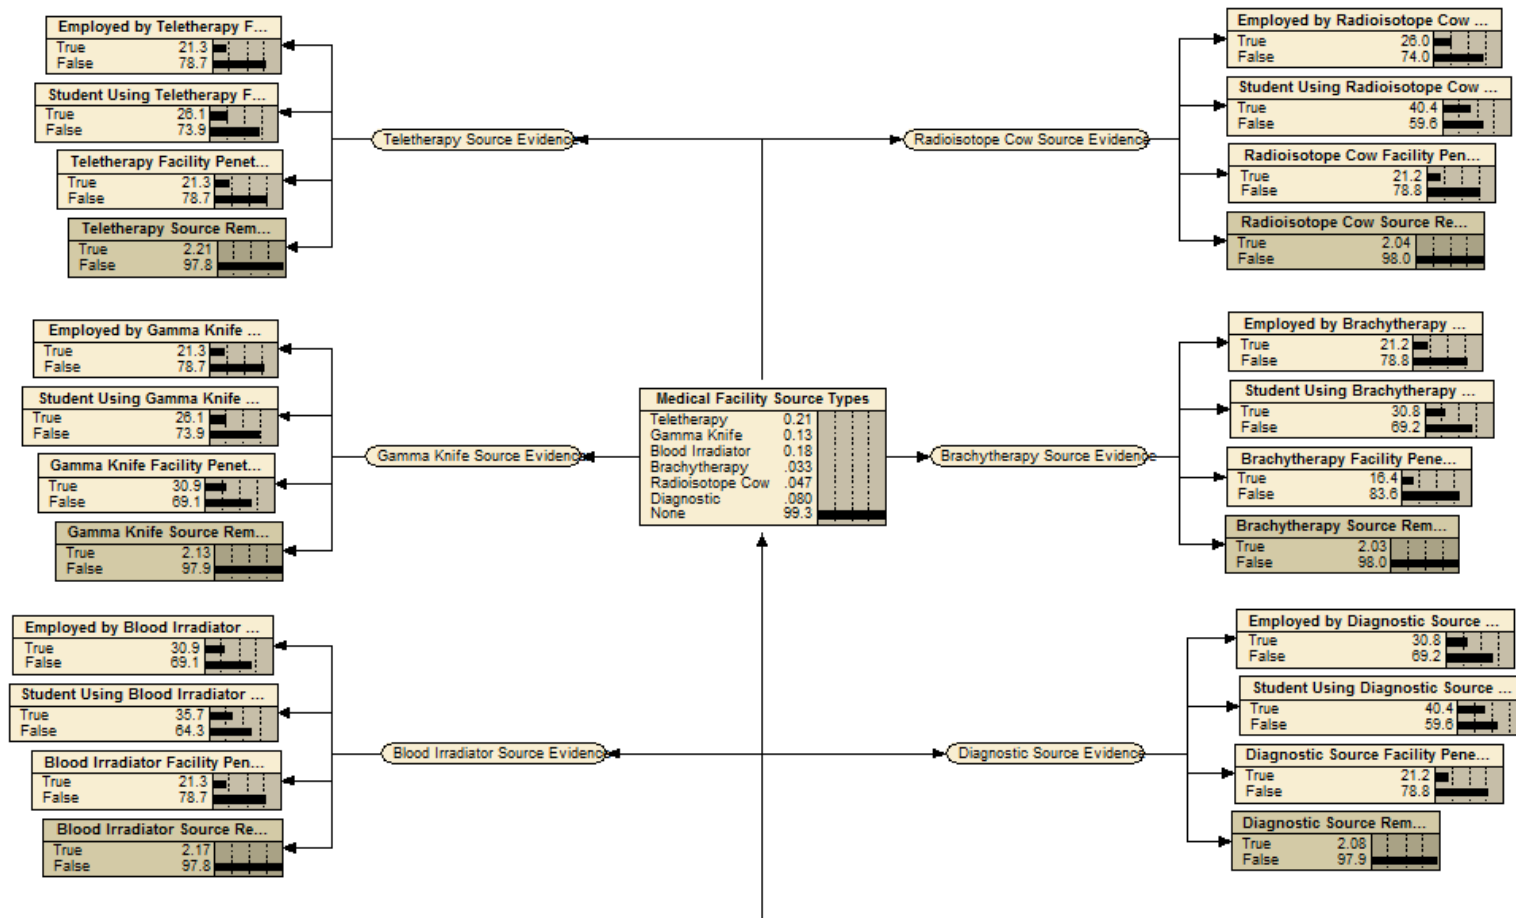 Employed by Teletherapy F...
True 21.3
False 78.7
Student Using Teletherapy F...
True 26.1
False 73.9
Teletherapy Facility Penet...
True 21.3
False 78.7
Teletherapy Source Rem...
True 2.21
False 97.8
Teletherapy Source Evidence
Employed by Radioisotope Cow ...
True 26.0
False 74.0
Student Using Radioisotope Cow ...
True 40.4
False 59.6
Radioisotope Cow Facility Pen...
True 21.2
False 78.8
Radioisotope Cow Source Re...
True 2.04
False 98.0
Radioisotope Cow Source Evidence
Employed by Gamma Knife ...
True 21.3
False 78.7
Student Using Gamma Knife ...
True 26.1
False 73.9
Gamma Knife Facility Penet...
True 30.9
False 69.1
Gamma Knife Source Rem...
True 2.13
False 97.9
Gamma Knife Source Evidence
Medical Facility Source Types
Teletherapy 0.21
Gamma Knife 0.13
Blood Irradiator 0.18
Brachytherapy .033
Radioisotope Cow .047
Diagnostic .080
None 99.3
Brachytherapy Source Evidence
Employed by Brachytherapy ...
True 21.2
False 78.8
Student Using Brachytherapy ...
True 30.8
False 69.2
Brachytherapy Facility Pene...
True 16.4
False 83.6
Brachytherapy Source Rem...
True 2.03
False 98.0
Employed by Blood Irradiator ...
True 30.9
False 69.1
Student Using Blood Irradiator ...
True 35.7
False 64.3
Blood Irradiator Facility Pen...
True 21.3
False 78.7
Blood Irradiator Source Re...
True 2.17
False 97.8
Blood Irradiator Source Evidence
Diagnostic Source Evidence
Employed by Diagnostic Source ...
True 30.8
False 69.2
Student Using Diagnostic Source ...
True 40.4
False 59.6
Diagnostic Source Facility Pene...
True 21.2
False 78.8
Diagnostic Source Rem...
True 2.08
False 97.9